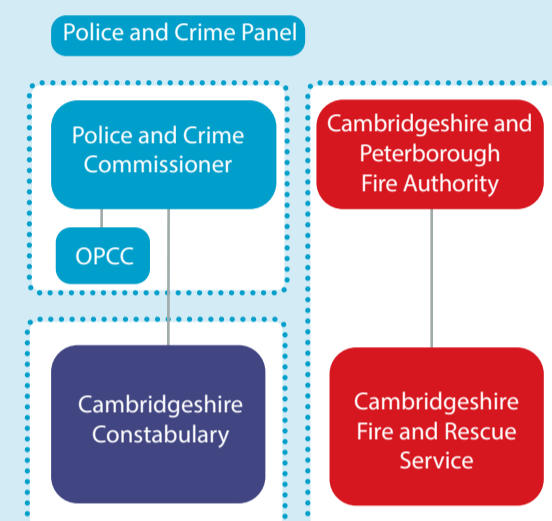 Police and Crime Panel
Police and Crime
Commissioner
OPCC
Cambridgeshire
Constabulary
Cambridgeshire and
Peterborough
Fire Authority
Cambridgeshire
Fire and Rescue
Service